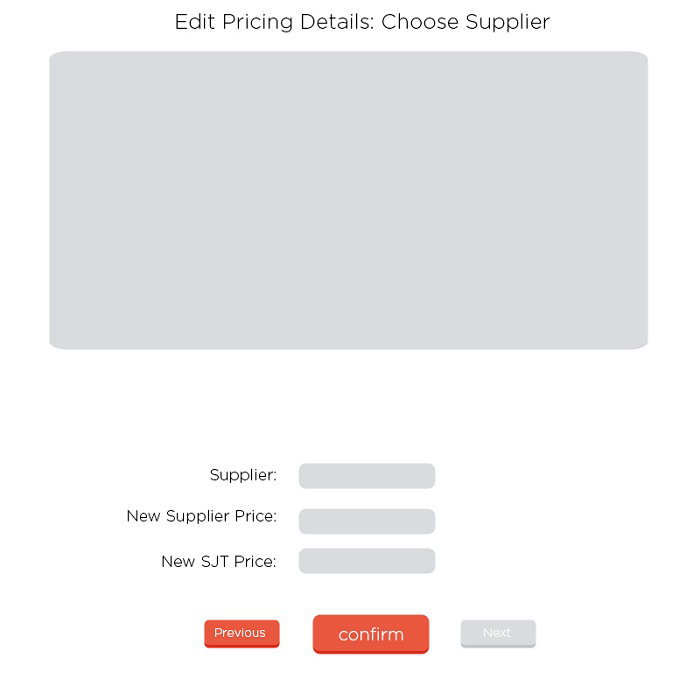 Edit Pricing Details: Choose Supplier
Supplier:
New Supplier Price:
New SJT Price:
Previous
confirm
Next